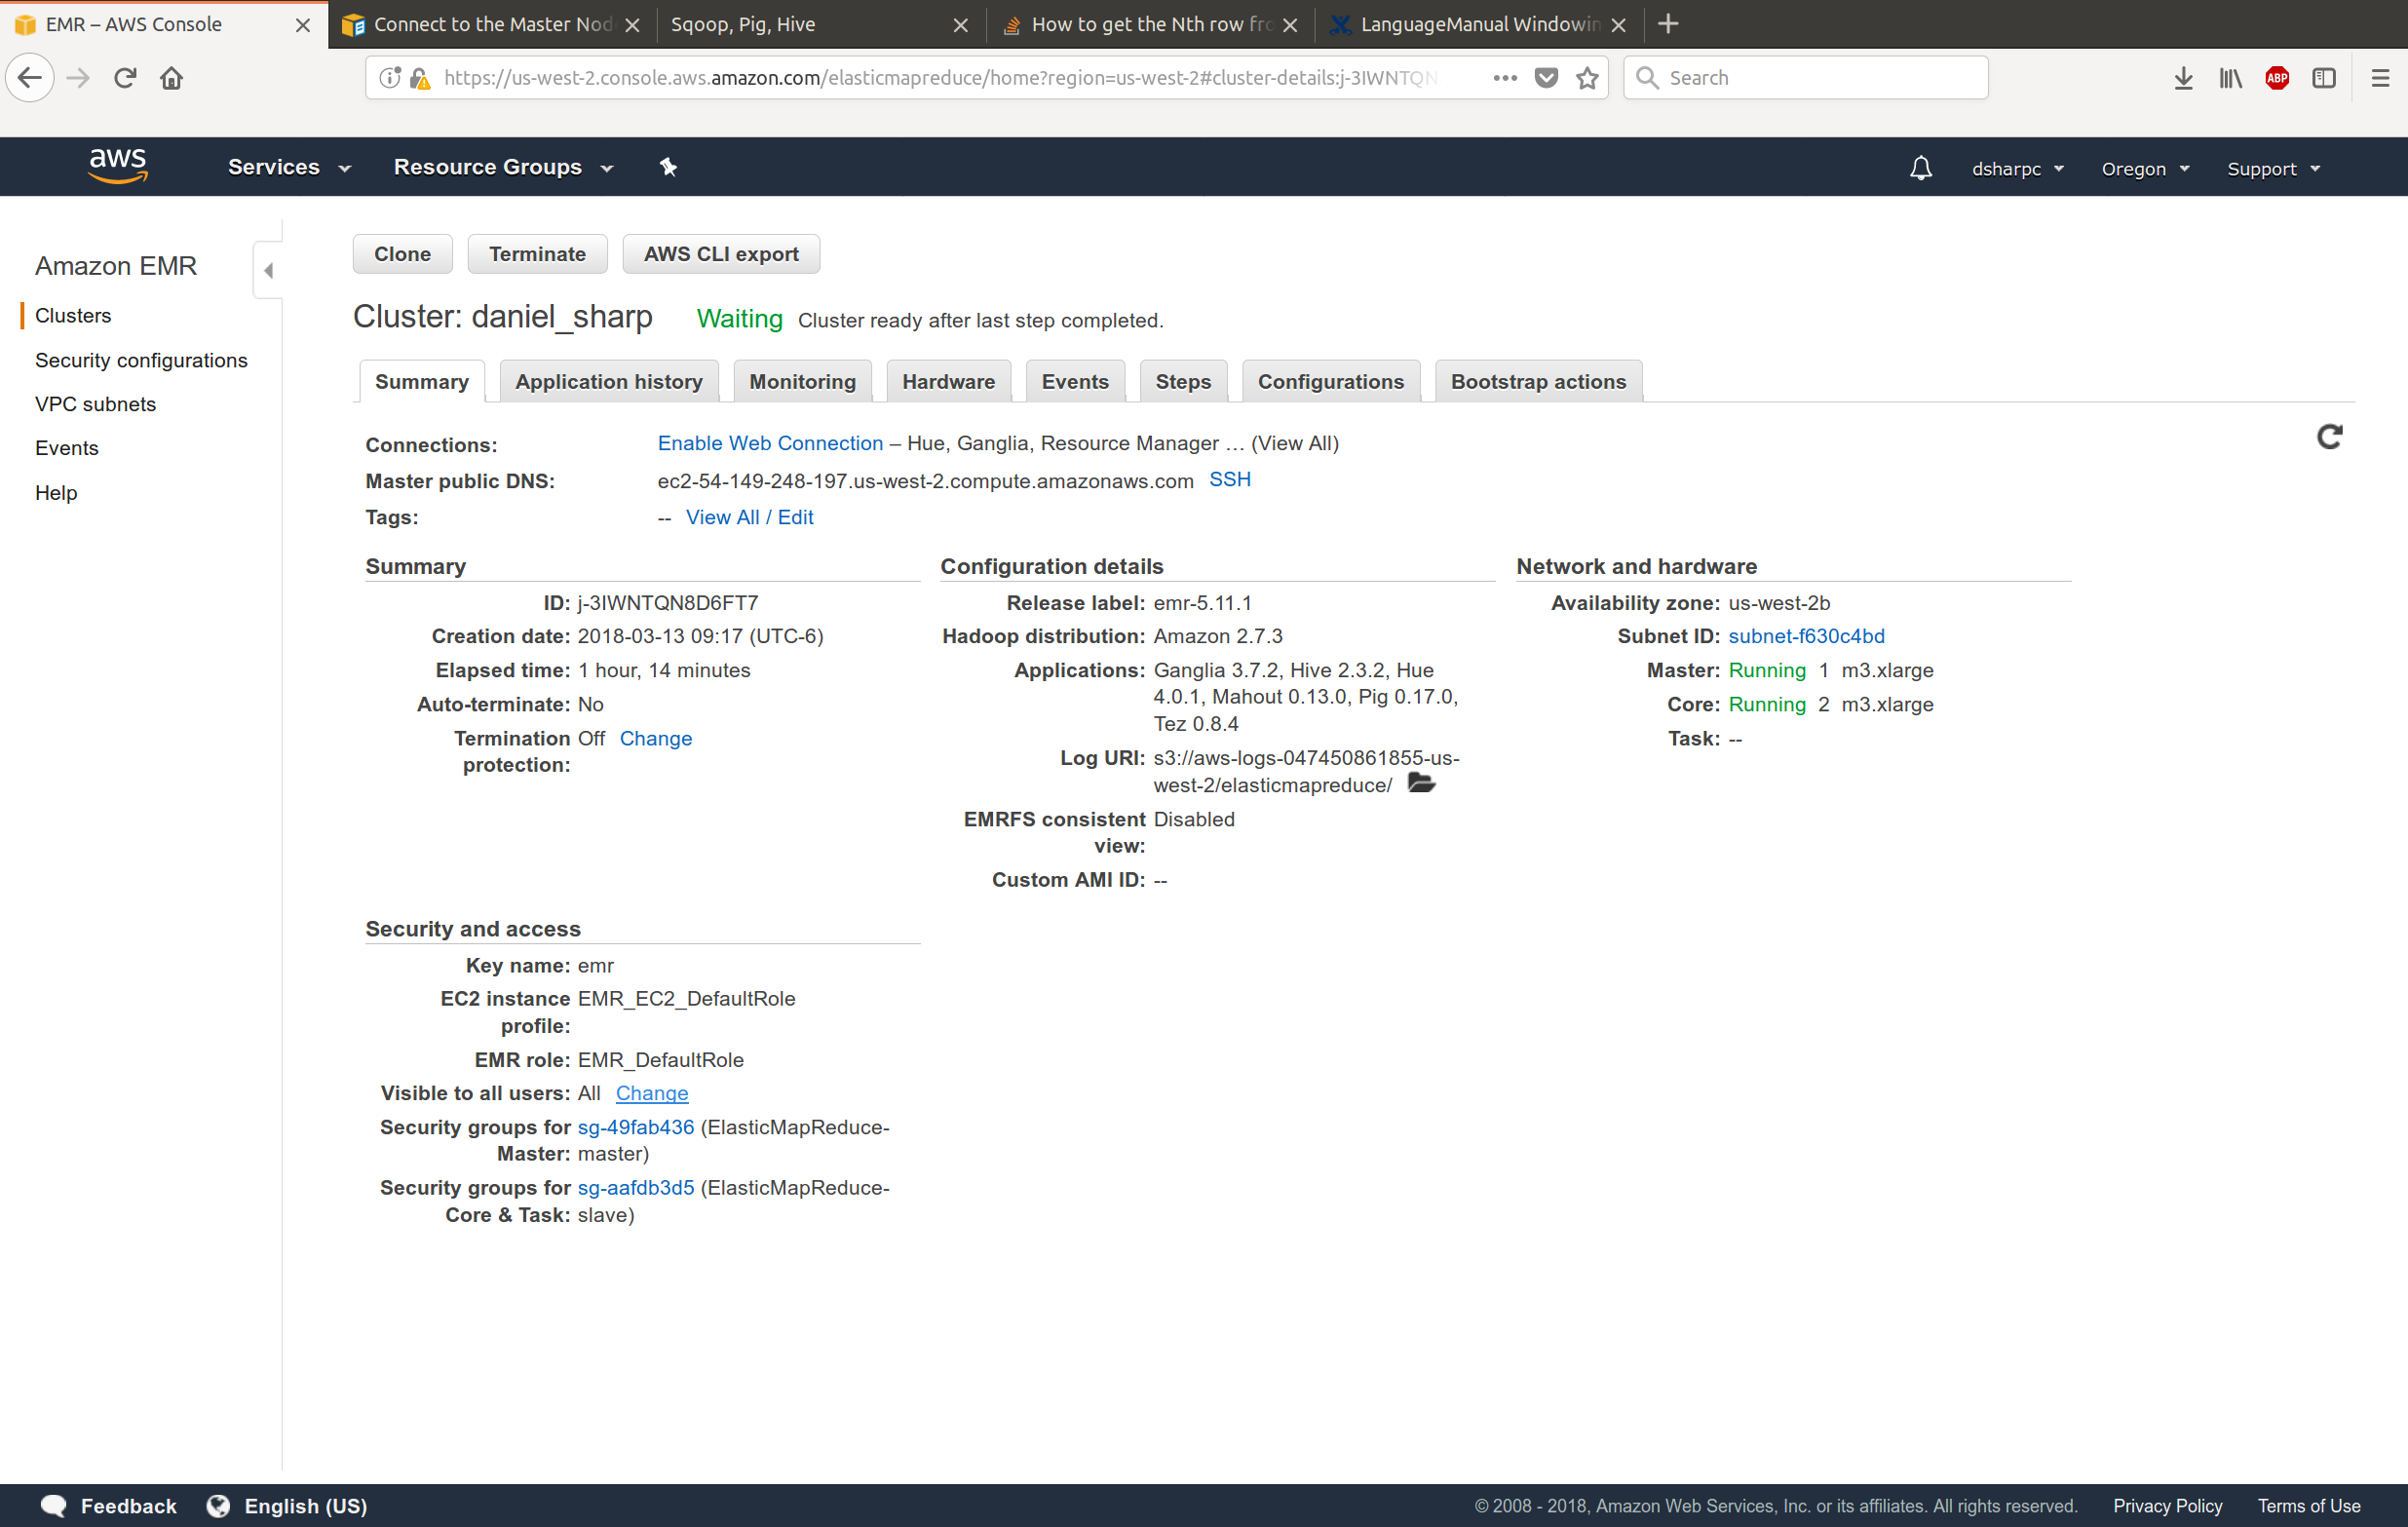 EMR – AWS Console
Connect to the Master Nod
Sqoop, Pig, Hive
How to get the Nth row fro
LanguageManual Windowin
https://us-west-2.console.aws.amazon.com/elasticmapreduce/home?region=us-west-2#cluster-details:j-3IWNTQN
Search
ABP
aws
Services
Resource Groups
dsharpc
Oregon
Support
Amazon EMR
Clusters
Security configurations
VPC subnets
Events
Help
Clone
Terminate
AWS CLI export
Cluster: daniel_sharp Waiting Cluster ready after last step completed.
Summary
Application history
Monitoring
Hardware
Events
Steps
Configurations
Bootstrap actions
Connections: Enable Web Connection – Hue, Ganglia, Resource Manager … (View All)
Master public DNS: ec2-54-149-248-197.us-west-2.compute.amazonaws.com SSH
Tags: -- View All / Edit
Summary
ID: j-3IWNTQN8D6FT7
Creation date: 2018-03-13 09:17 (UTC-6)
Elapsed time: 1 hour, 14 minutes
Auto-terminate: No
Termination Off Change
protection:
Configuration details
Release label: emr-5.11.1
Hadoop distribution: Amazon 2.7.3
Applications: Ganglia 3.7.2, Hive 2.3.2, Hue
4.0.1, Mahout 0.13.0, Pig 0.17.0,
Tez 0.8.4
Log URI: s3://aws-logs-047450861855-us-
west-2/elasticmapreduce/
EMRFS consistent Disabled
view:
Custom AMI ID: --
Network and hardware
Availability zone: us-west-2b
Subnet ID: subnet-f630c4bd
Master: Running 1 m3.xlarge
Core: Running 2 m3.xlarge
Task: --
Security and access
Key name: emr
EC2 instance EMR_EC2_DefaultRole
profile:
EMR role: EMR_DefaultRole
Visible to all users: All Change
Security groups for sg-49fab436 (ElasticMapReduce-
Master: master)
Security groups for sg-aafdb3d5 (ElasticMapReduce-
Core & Task: slave)
Feedback
English (US)
© 2008 - 2018, Amazon Web Services, Inc. or its affiliates. All rights reserved.
Privacy Policy
Terms of Use